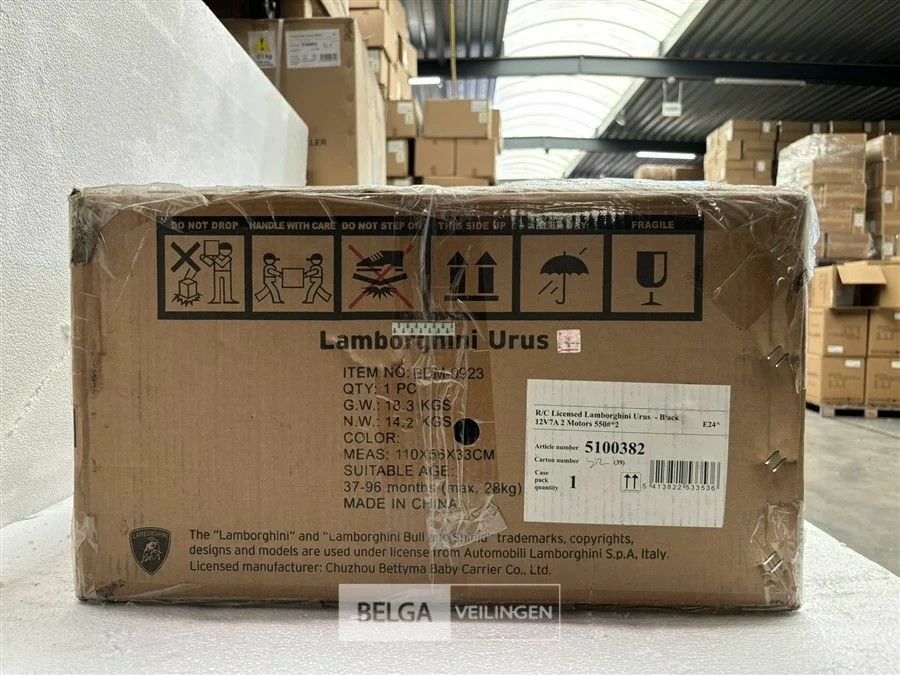 DO NOT DROP HANDLE WITH CARE DO NOT STEP ON THIS SIDE UP FRAGILE
Lamborghini Urus
ITEM NO: BDM-0923
QTY: 1 PC
G.W.: 18.3 KGS
N.W.: 14.2 KGS
COLOR:
MEAS: 110X56X33CM
SUITABLE AGE:
37-96 months (max. 28kg)
MADE IN CHINA
R/C Licensed Lamborghini Urus - Black
12V7A 2 Motors 550#*2 E24^
Article number 5100382
Carton number (39)
Case
pack
quantity 1
5 413822 533536
LAMBORGHINI
The "Lamborghini" and "Lamborghini Bull and Shield" trademarks, copyrights,
designs and models are used under license from Automobili Lamborghini S.p.A, Italy.
Licensed manufacturer: Chuzhou Bettyma Baby Carrier Co., Ltd.
BELGA VEILINGEN